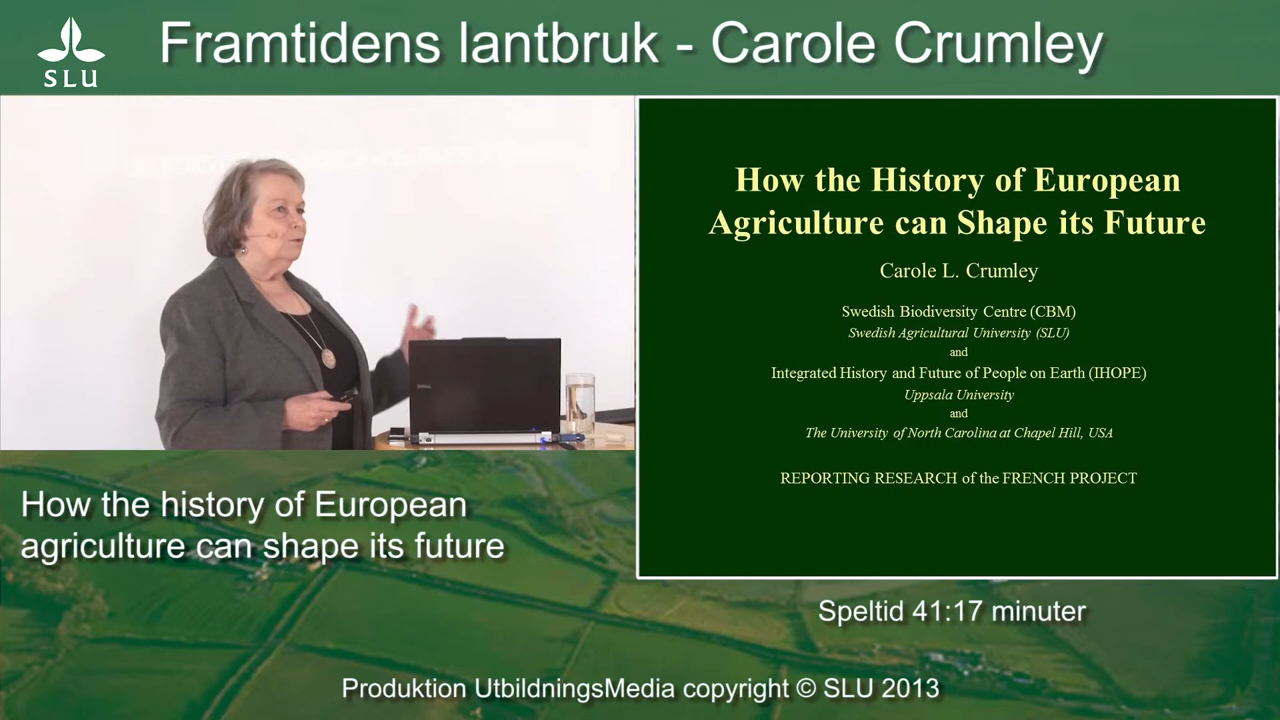 SLU
Framtidens lantbruk - Carole Crumley
DELL
How the History of European
Agriculture can Shape its Future
Carole L. Crumley
Swedish Biodiversity Centre (CBM)
Swedish Agricultural University (SLU)
and
Integrated History and Future of People on Earth (IHOPE)
Uppsala University
and
The University of North Carolina at Chapel Hill, USA
REPORTING RESEARCH of the FRENCH PROJECT
How the history of European
agriculture can shape its future
Speltid 41:17 minuter
Produktion UtbildningsMedia copyright © SLU 2013